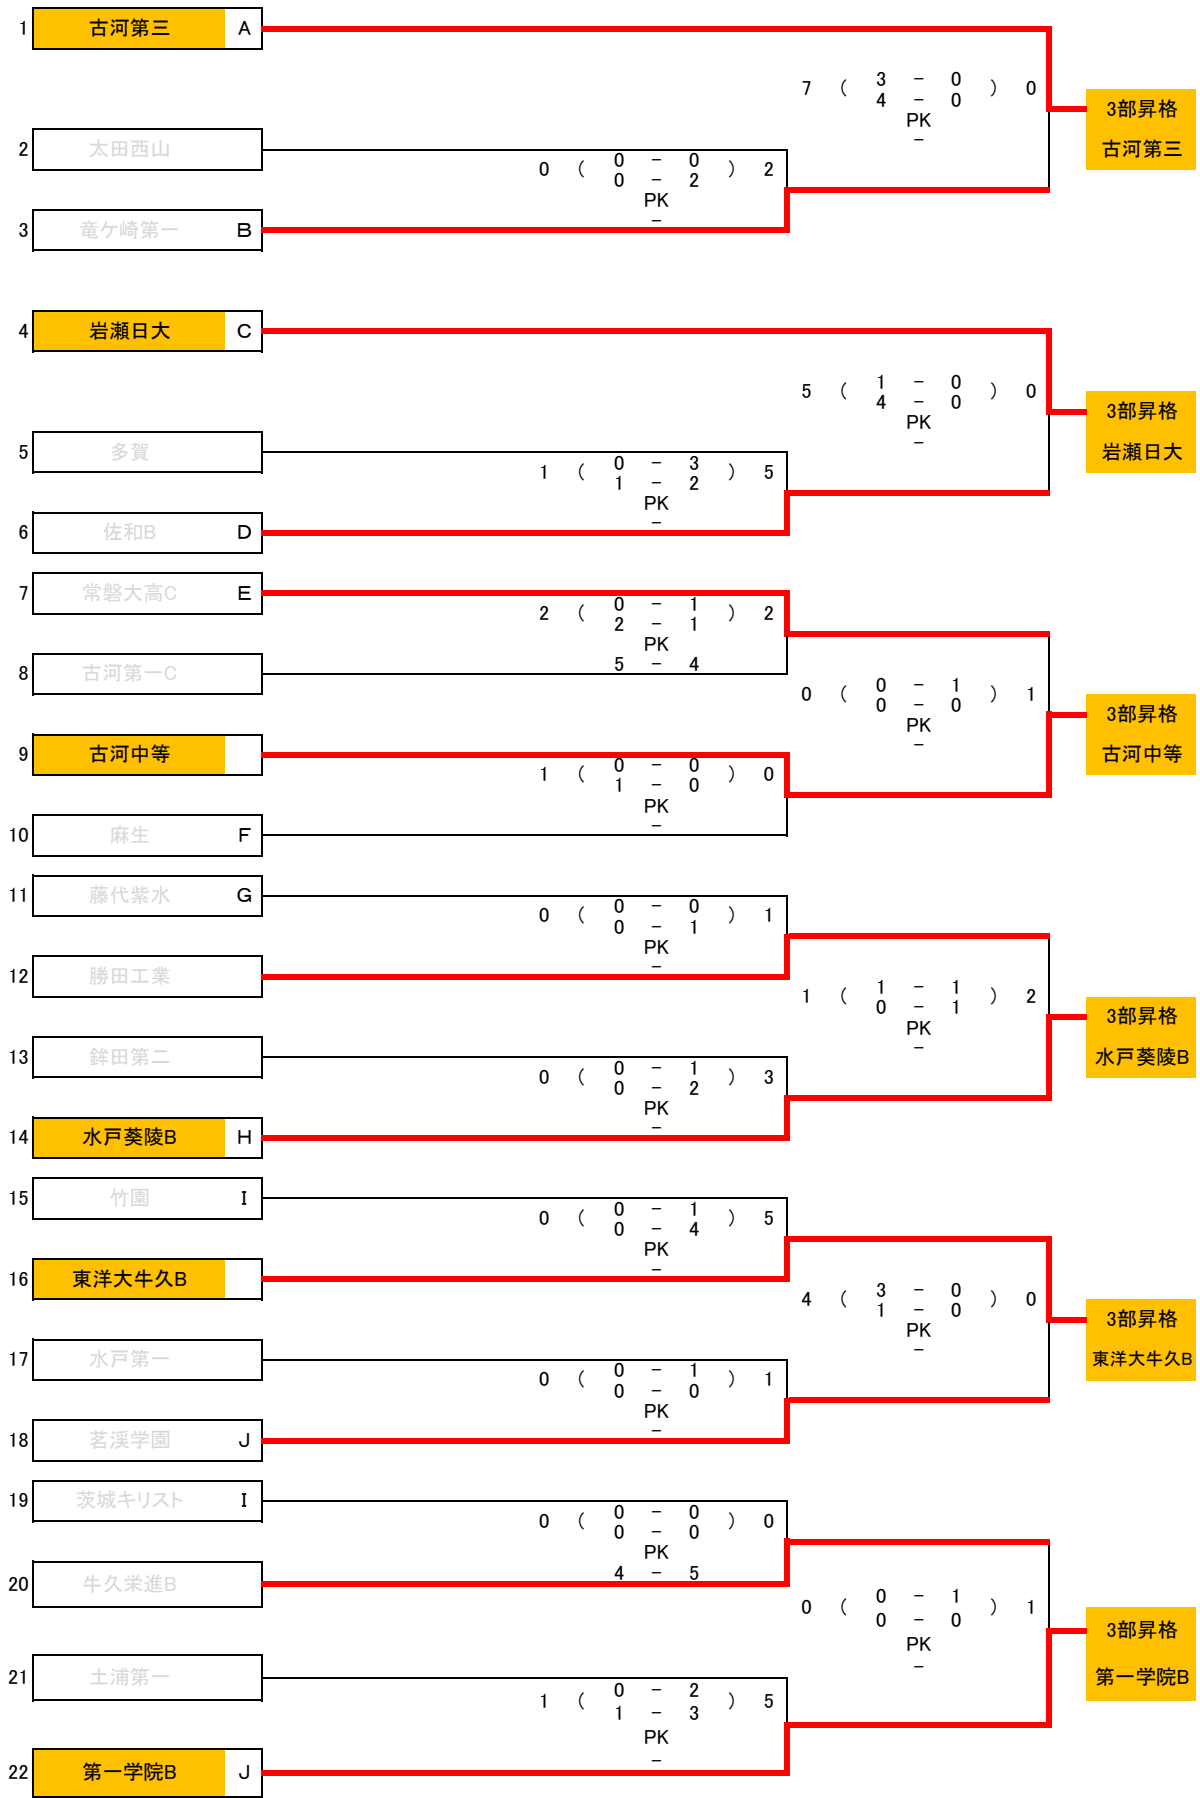 1 古河第三 A
7 ( 3 - 0 ) 0
4 - 0
PK
-
3部昇格
古河第三
2 太田西山
0 ( 0 - 0 ) 2
0 - 2
PK
-
3 竜ケ崎第一 B
4 岩瀬日大 C
5 ( 1 - 0 ) 0
4 - 0
PK
-
3部昇格
岩瀬日大
5 多賀
1 ( 0 - 3 ) 5
1 - 2
PK
-
6 佐和B D
7 常磐大高C E
2 ( 0 - 1 ) 2
2 - 1
PK
5 - 4
8 古河第一C
0 ( 0 - 1 ) 1
0 - 0
PK
-
3部昇格
古河中等
9 古河中等
1 ( 0 - 0 ) 0
1 - 0
PK
-
10 麻生 F
11 藤代紫水 G
0 ( 0 - 0 ) 1
0 - 1
PK
-
12 勝田工業
1 ( 1 - 1 ) 2
0 - 1
PK
-
3部昇格
水戸葵陵B
13 鉾田第二
0 ( 0 - 1 ) 3
0 - 2
PK
-
14 水戸葵陵B H
15 竹園 I
0 ( 0 - 1 ) 5
0 - 4
PK
-
16 東洋大牛久B
4 ( 3 - 0 ) 0
1 - 0
PK
-
3部昇格
東洋大牛久B
17 水戸第一
0 ( 0 - 1 ) 1
0 - 0
PK
-
18 茗渓学園 J
19 茨城キリスト I
0 ( 0 - 0 ) 0
0 - 0
PK
4 - 5
20 牛久栄進B
0 ( 0 - 1 ) 1
0 - 0
PK
-
3部昇格
第一学院B
21 土浦第一
1 ( 0 - 2 ) 5
1 - 3
PK
-
22 第一学院B J